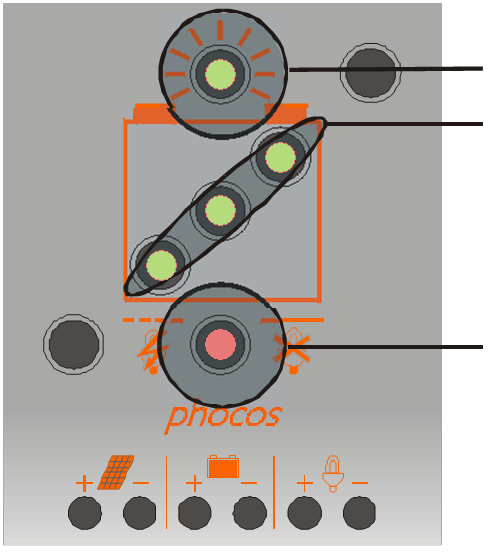 phocos
+ − + − + −